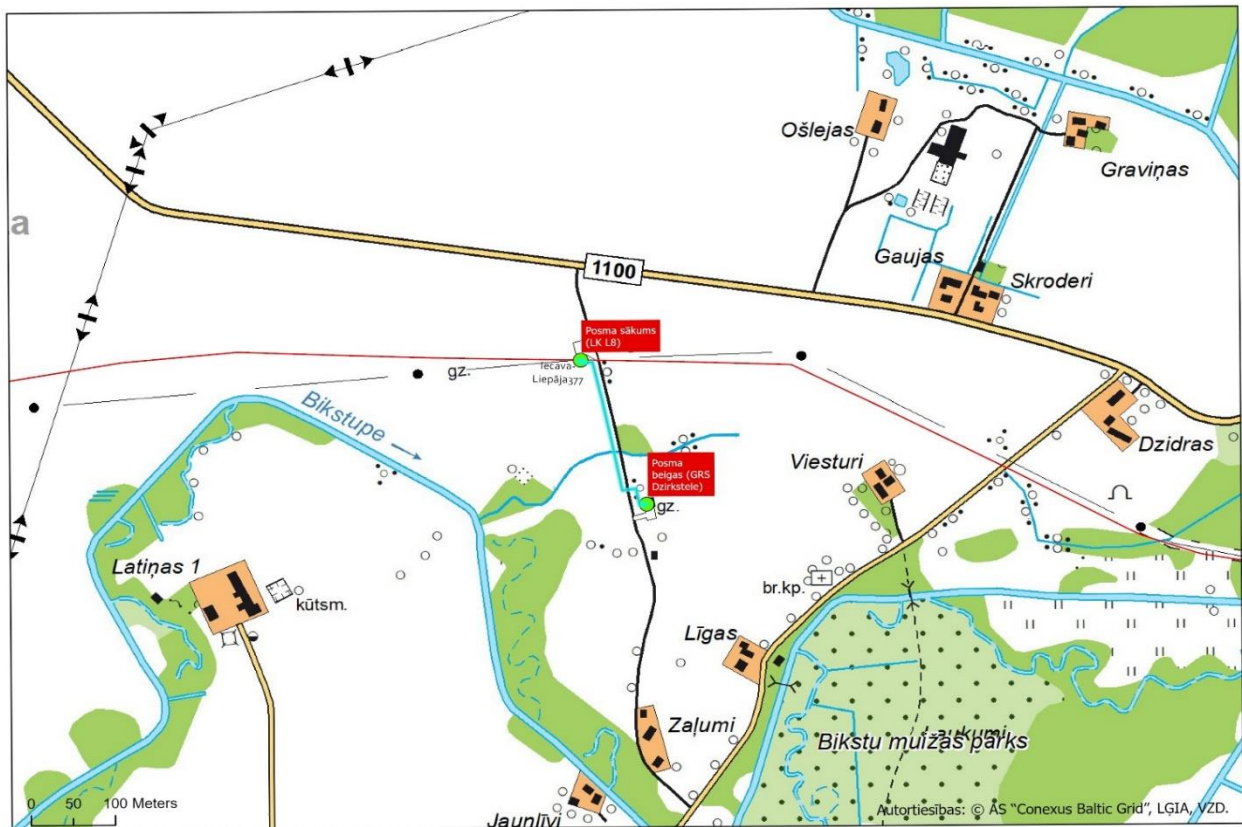 Ošlejas
Graviņas
a
1100
Gaujas
Skroderi
Posma sākums
(LK L8)
Iecava-
Liepāja377
gz.
Bikstupe
Dzidras
Viesturi
Posma
beigas (GRS
Dzirkstele)
gz.
Latiņas 1
kūtsm.
br.kp.
Līgas
Zaļumi
Bikstu muižas parks
0 50 100 Meters
Jaunlīvi
Autortiesības: © AS "Conexus Baltic Grid", LĢIA, VZD.